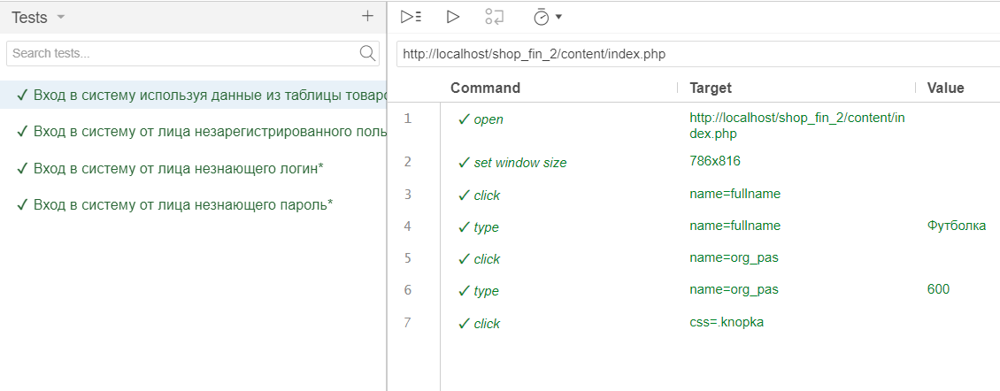 Tests
Search tests...
Вход в систему используя данные из таблицы товаро
Вход в систему от лица незарегистрированного поль
Вход в систему от лица незнающего логин*
Вход в систему от лица незнающего пароль*
http://localhost/shop_fin_2/content/index.php
Command Target Value
1 open http://localhost/shop_fin_2/content/in
dex.php
2 set window size 786x816
3 click name=fullname
4 type name=fullname Футболка
5 click name=org_pas
6 type name=org_pas 600
7 click css=.knopka